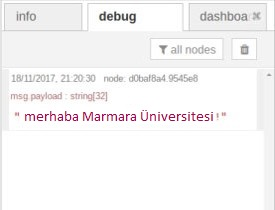 info debug dashboa
all nodes
18/11/2017, 21:20:30 node: d0baf8a4.9545e8
msg.payload : string[32]
" merhaba Marmara Üniversitesi ! "